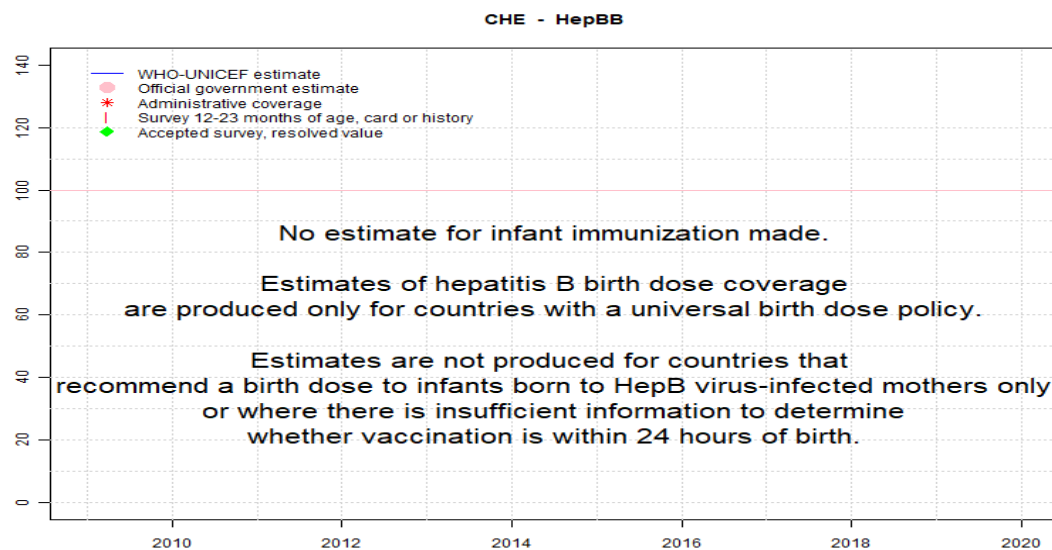 CHE - HepBB
WHO-UNICEF estimate
Official government estimate
Administrative coverage
Survey 12-23 months of age, card or history
Accepted survey, resolved value
140
120
100
80
60
40
20
0
No estimate for infant immunization made.
Estimates of hepatitis B birth dose coverage
are produced only for countries with a universal birth dose policy.
Estimates are not produced for countries that
recommend a birth dose to infants born to HepB virus-infected mothers only
or where there is insufficient information to determine
whether vaccination is within 24 hours of birth.
2010 2012 2014 2016 2018 2020